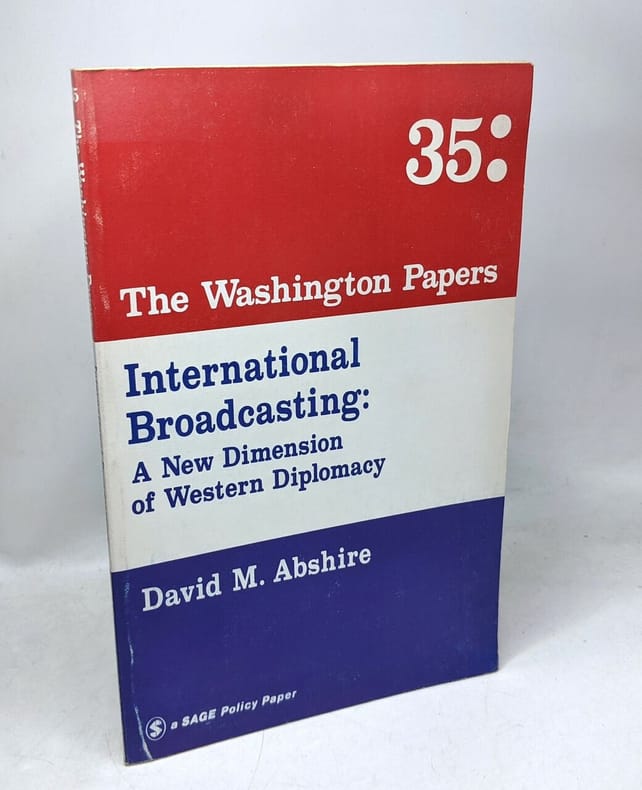 35:
The Washington Papers
International
Broadcasting:
A New Dimension
of Western Diplomacy
David M. Abshire
S a SAGE Policy Paper